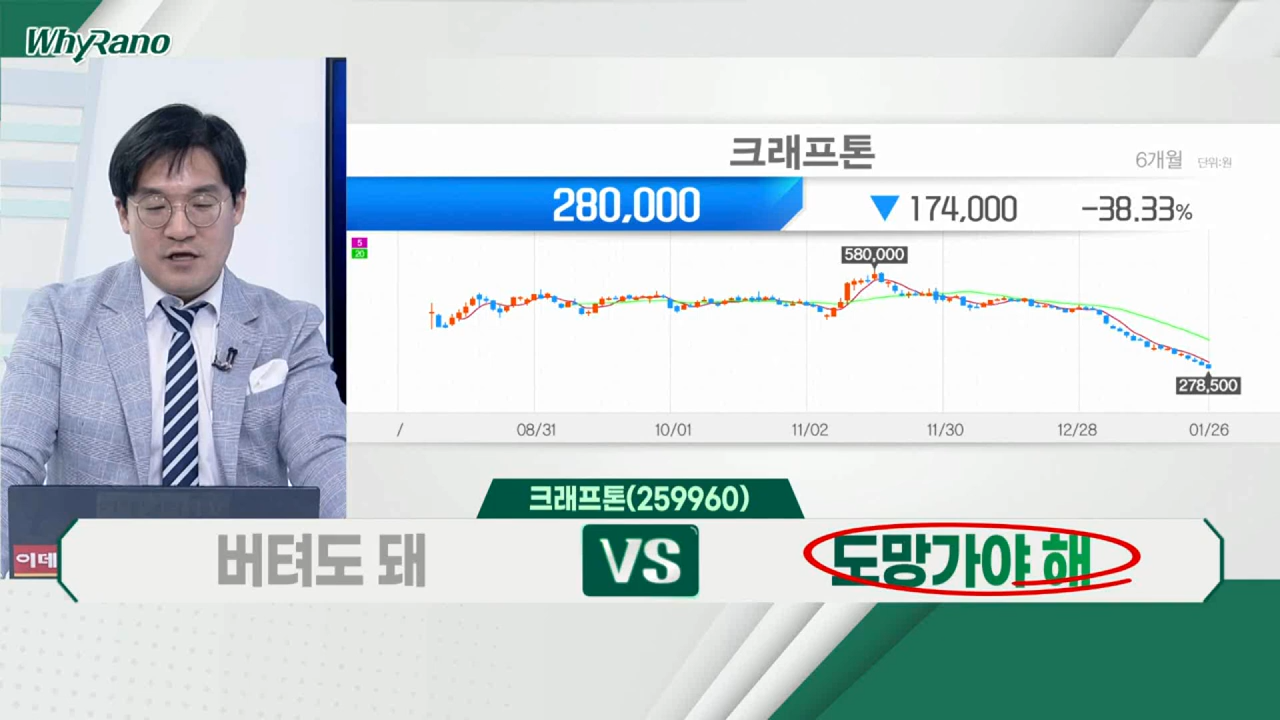 WhyRano
크래프톤
6개월 단위:원
280,000 ▼ 174,000 -38.33%
5
20
580,000
278,500
/ 08/31 10/01 11/02 11/30 12/28 01/26
크래프톤(259960)
버텨도 돼 VS 도망가야 해
이데